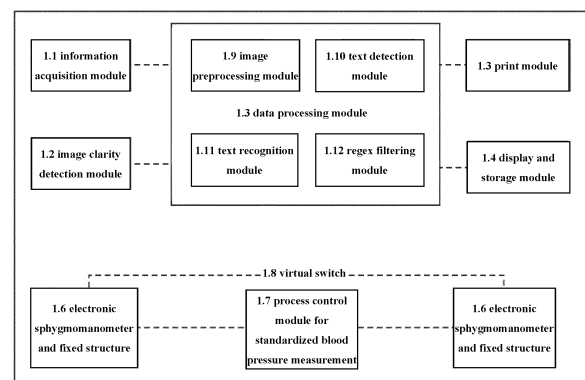 1.1 information
acquisition module
1.9 image
preprocessing module
1.10 text detection
module
1.3 print module
1.3 data processing module
1.2 image clarity
detection module
1.11 text recognition
module
1.12 regex filtering
module
1.4 display and
storage module
1.8 virtual switch
1.6 electronic
sphygmomanometer
and fixed structure
1.7 process control
module for
standardized blood
pressure measurement
1.6 electronic
sphygmomanometer
and fixed structure